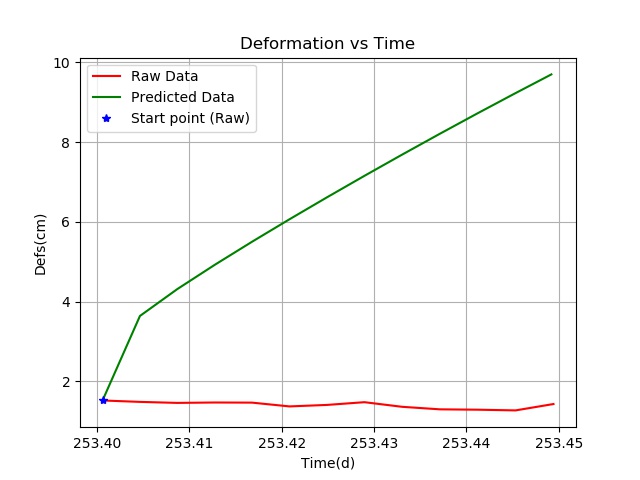 Deformation vs Time
Raw Data
Predicted Data
Start point (Raw)
Defs(cm)
10
8
6
4
2
253.40 253.41 253.42 253.43 253.44 253.45
Time(d)